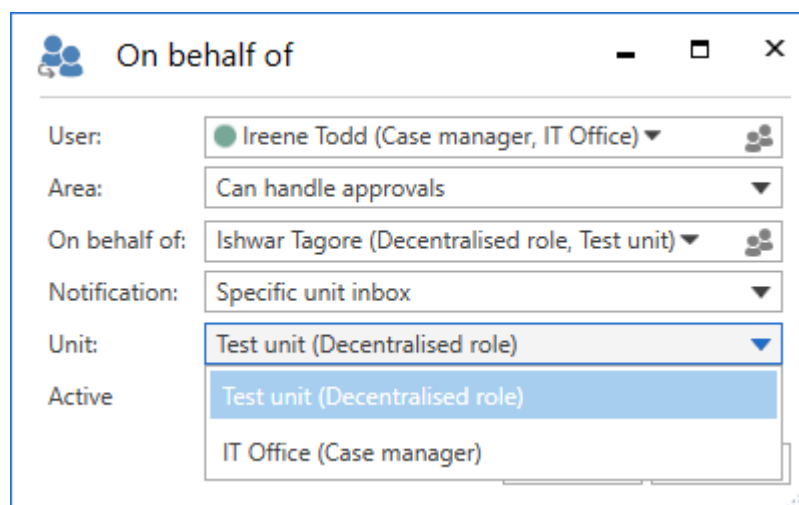 On behalf of
User: Ireene Todd (Case manager, IT Office)
Area: Can handle approvals
On behalf of: Ishwar Tagore (Decentralised role, Test unit)
Notification: Specific unit inbox
Unit: Test unit (Decentralised role)
Active Test unit (Decentralised role)
IT Office (Case manager)